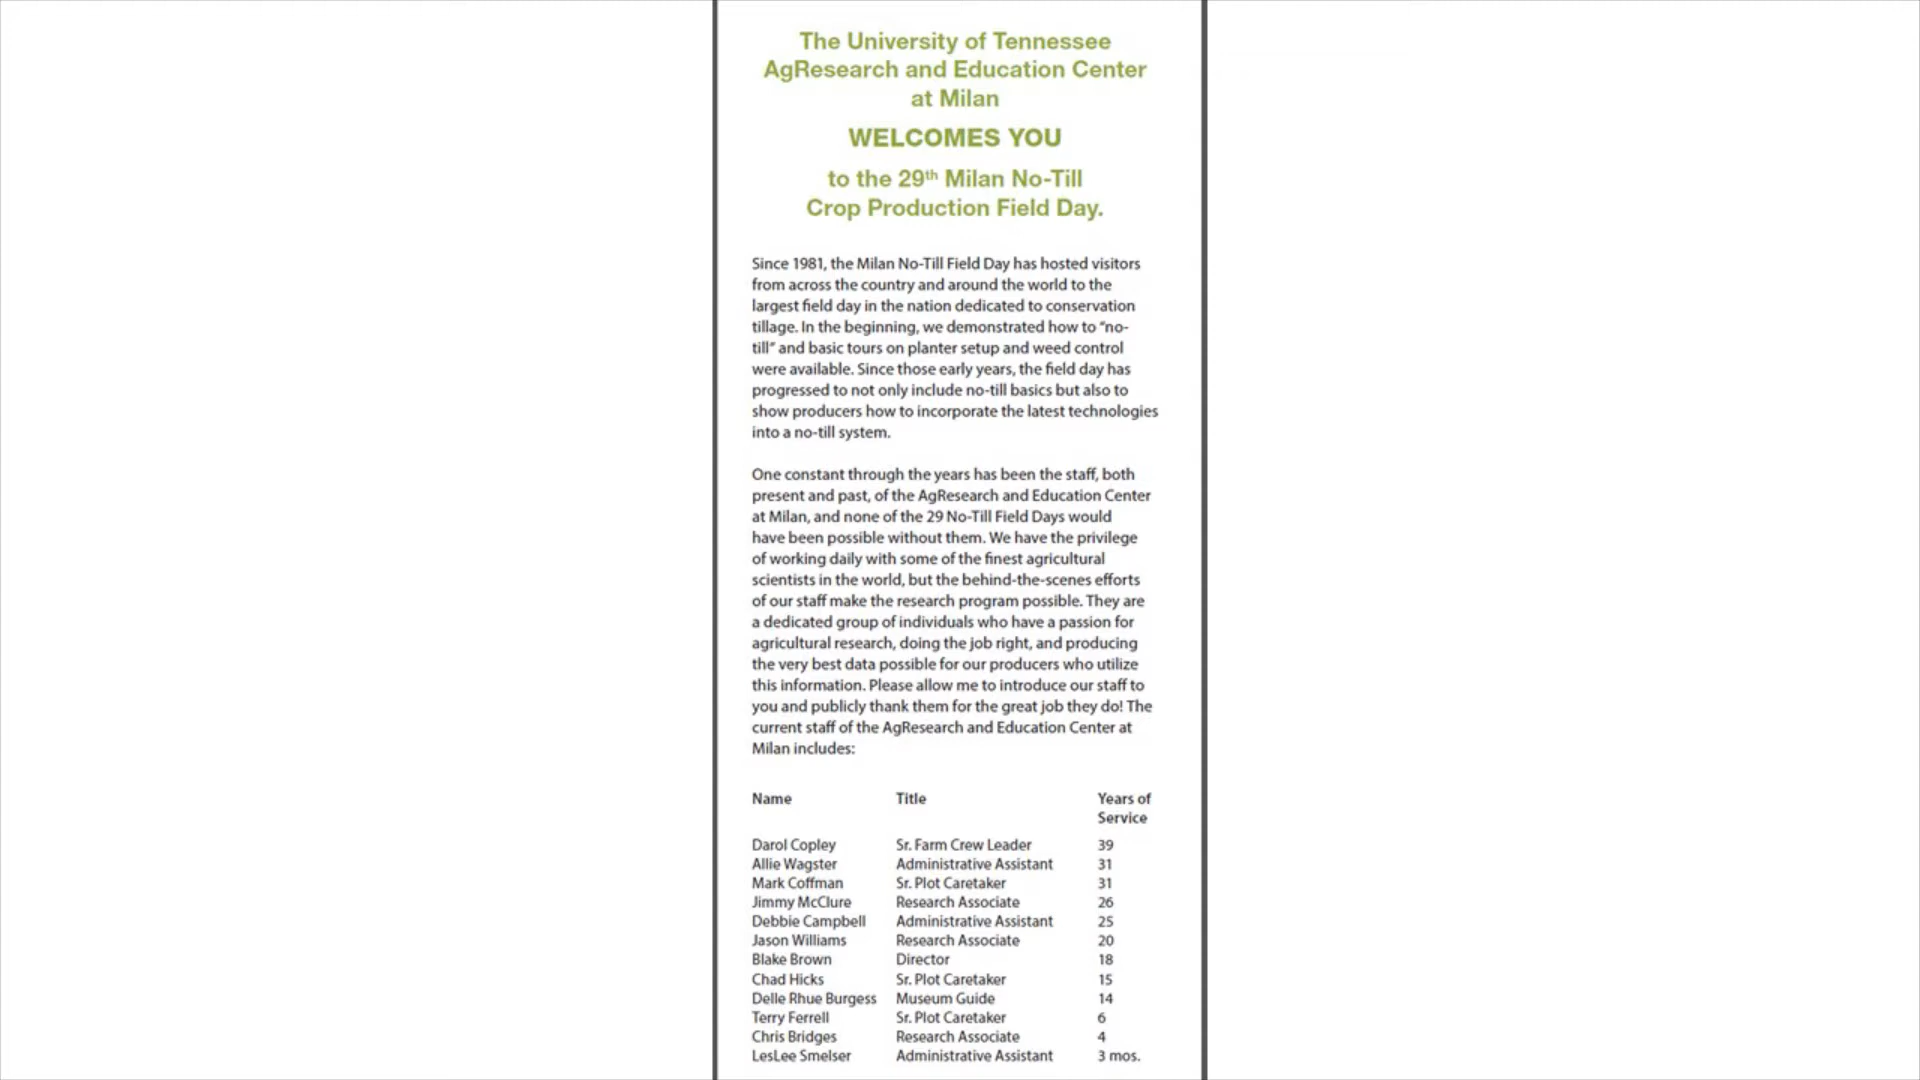 The University of Tennessee
AgResearch and Education Center
at Milan
WELCOMES YOU
to the 29th Milan No-Till
Crop Production Field Day.
Since 1981, the Milan No-Till Field Day has hosted visitors
from across the country and around the world to the
largest field day in the nation dedicated to conservation
tillage. In the beginning, we demonstrated how to “no-
till” and basic tours on planter setup and weed control
were available. Since those early years, the field day has
progressed to not only include no-till basics but also to
show producers how to incorporate the latest technologies
into a no-till system.
One constant through the years has been the staff, both
present and past, of the AgResearch and Education Center
at Milan, and none of the 29 No-Till Field Days would
have been possible without them. We have the privilege
of working daily with some of the finest agricultural
scientists in the world, but the behind-the-scenes efforts
of our staff make the research program possible. They are
a dedicated group of individuals who have a passion for
agricultural research, doing the job right, and producing
the very best data possible for our producers who utilize
this information. Please allow me to introduce our staff to
you and publicly thank them for the great job they do! The
current staff of the AgResearch and Education Center at
Milan includes:
Name Title Years of
Service
Darol Copley Sr. Farm Crew Leader 39
Allie Wagster Administrative Assistant 31
Mark Coffman Sr. Plot Caretaker 31
Jimmy McClure Research Associate 26
Debbie Campbell Administrative Assistant 25
Jason Williams Research Associate 20
Blake Brown Director 18
Chad Hicks Sr. Plot Caretaker 15
Delle Rhue Burgess Museum Guide 14
Terry Ferrell Sr. Plot Caretaker 6
Chris Bridges Research Associate 4
LesLee Smelser Administrative Assistant 3 mos.